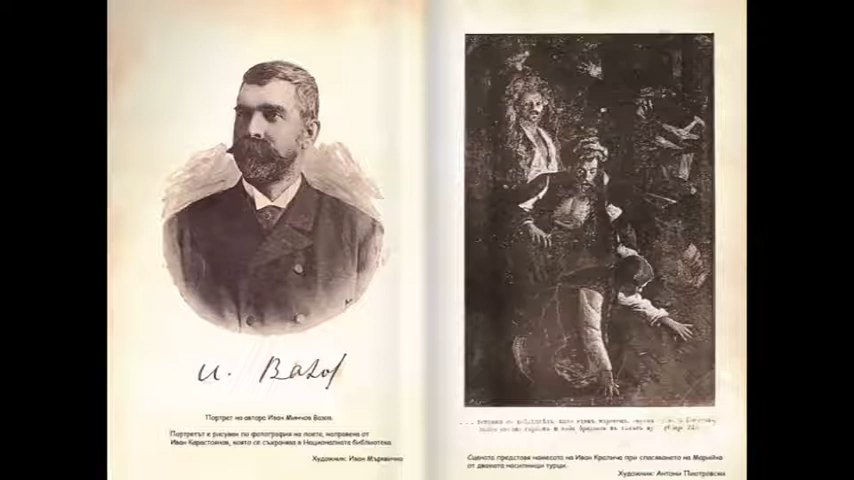 И. Вазов
Портрет на автора Иван Минчов Вазов.
Портретът е рисуван по фотография на поета, направена от
Иван Карастоянов, която се съхранява в Националната библиотека.
Художник: Иван Мърквичка
Сцената представя намесата на Иван Кралича при спасяването на Марийка
от двамата насилници турци.
Художник: Антони Пиотровски